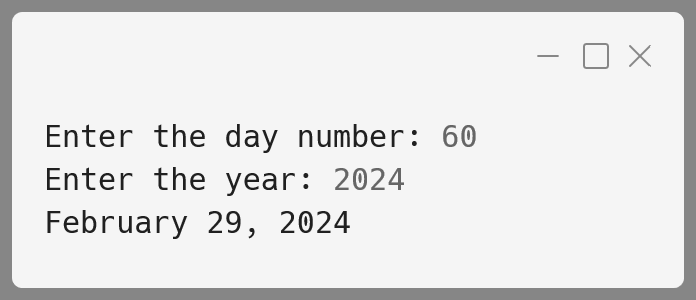 Enter the day number: 60
Enter the year: 2024
February 29, 2024